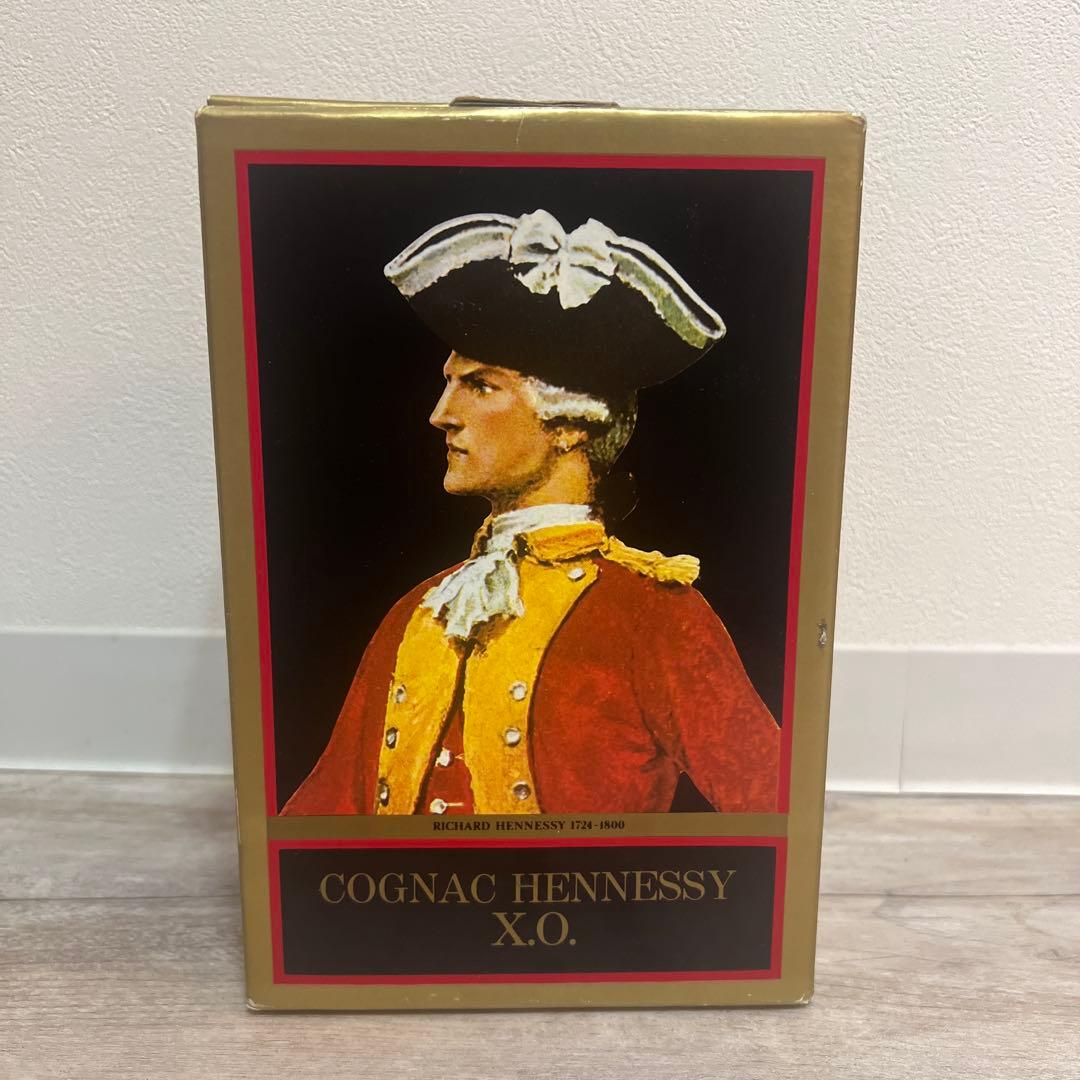 RICHARD HENNESSY 1724-1800
COGNAC HENNESSY
X.O.